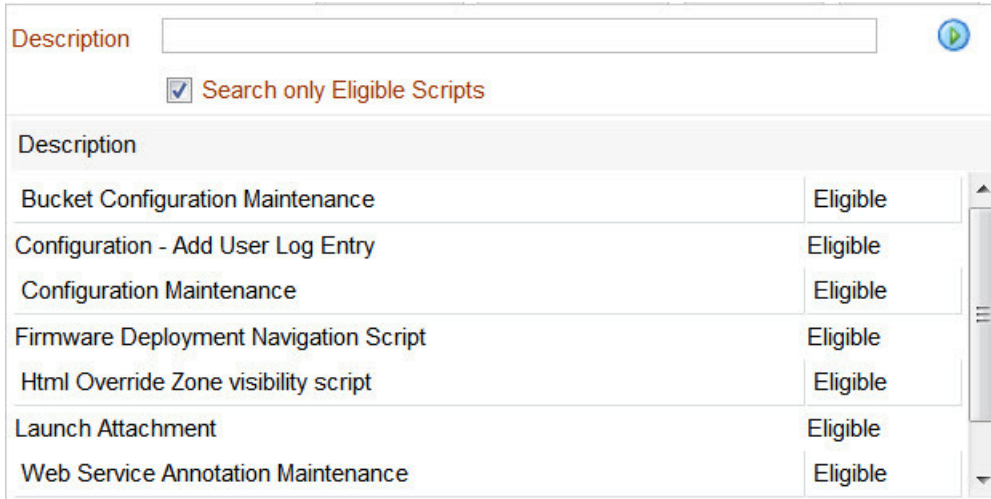 Description
Search only Eligible Scripts
Description
Bucket Configuration Maintenance Eligible
Configuration - Add User Log Entry Eligible
Configuration Maintenance Eligible
Firmware Deployment Navigation Script Eligible
Html Override Zone visibility script Eligible
Launch Attachment Eligible
Web Service Annotation Maintenance Eligible